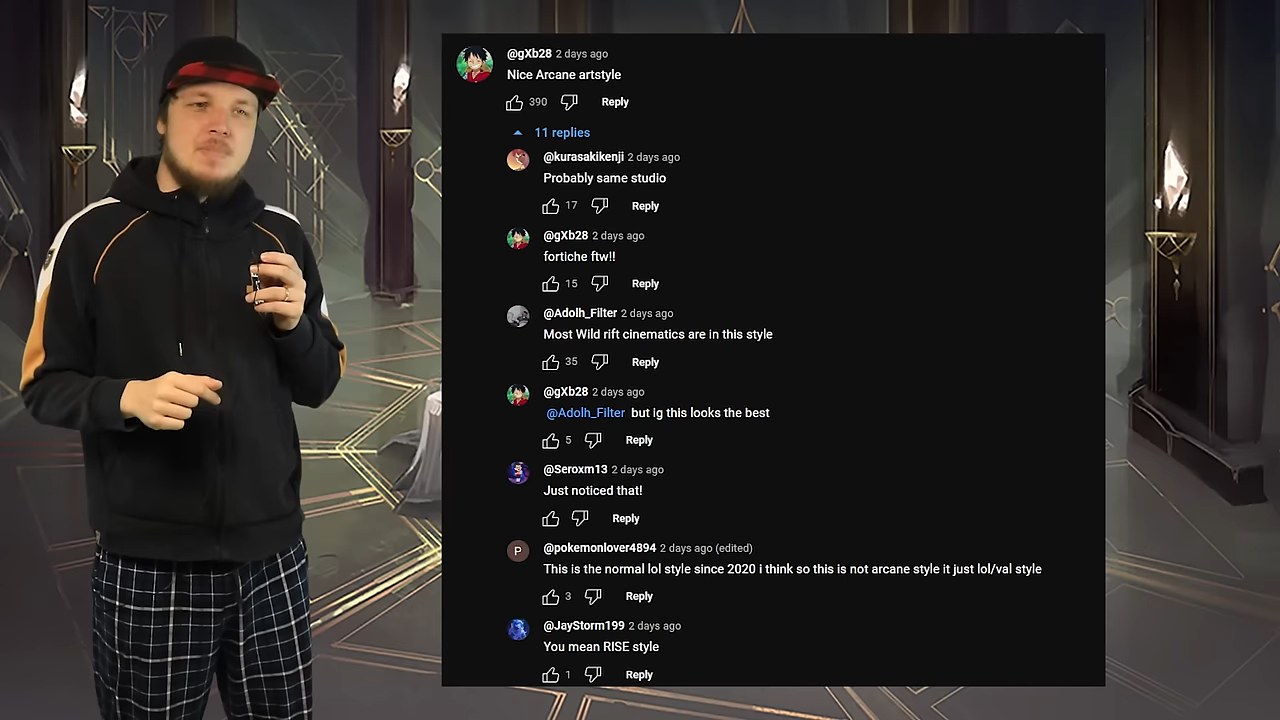 @gXb28 2 days ago
Nice Arcane artstyle
390 Reply
11 replies
@kurasakikenji 2 days ago
Probably same studio
17 Reply
@gXb28 2 days ago
fortiche ftw!!
15 Reply
@Adolh_Filter 2 days ago
Most Wild rift cinematics are in this style
35 Reply
@gXb28 2 days ago
@Adolh_Filter but ig this looks the best
5 Reply
@Seroxm13 2 days ago
Just noticed that!
Reply
P @pokemonlover4894 2 days ago (edited)
This is the normal lol style since 2020 i think so this is not arcane style it just lol/val style
3 Reply
@JayStorm199 2 days ago
You mean RISE style
1 Reply